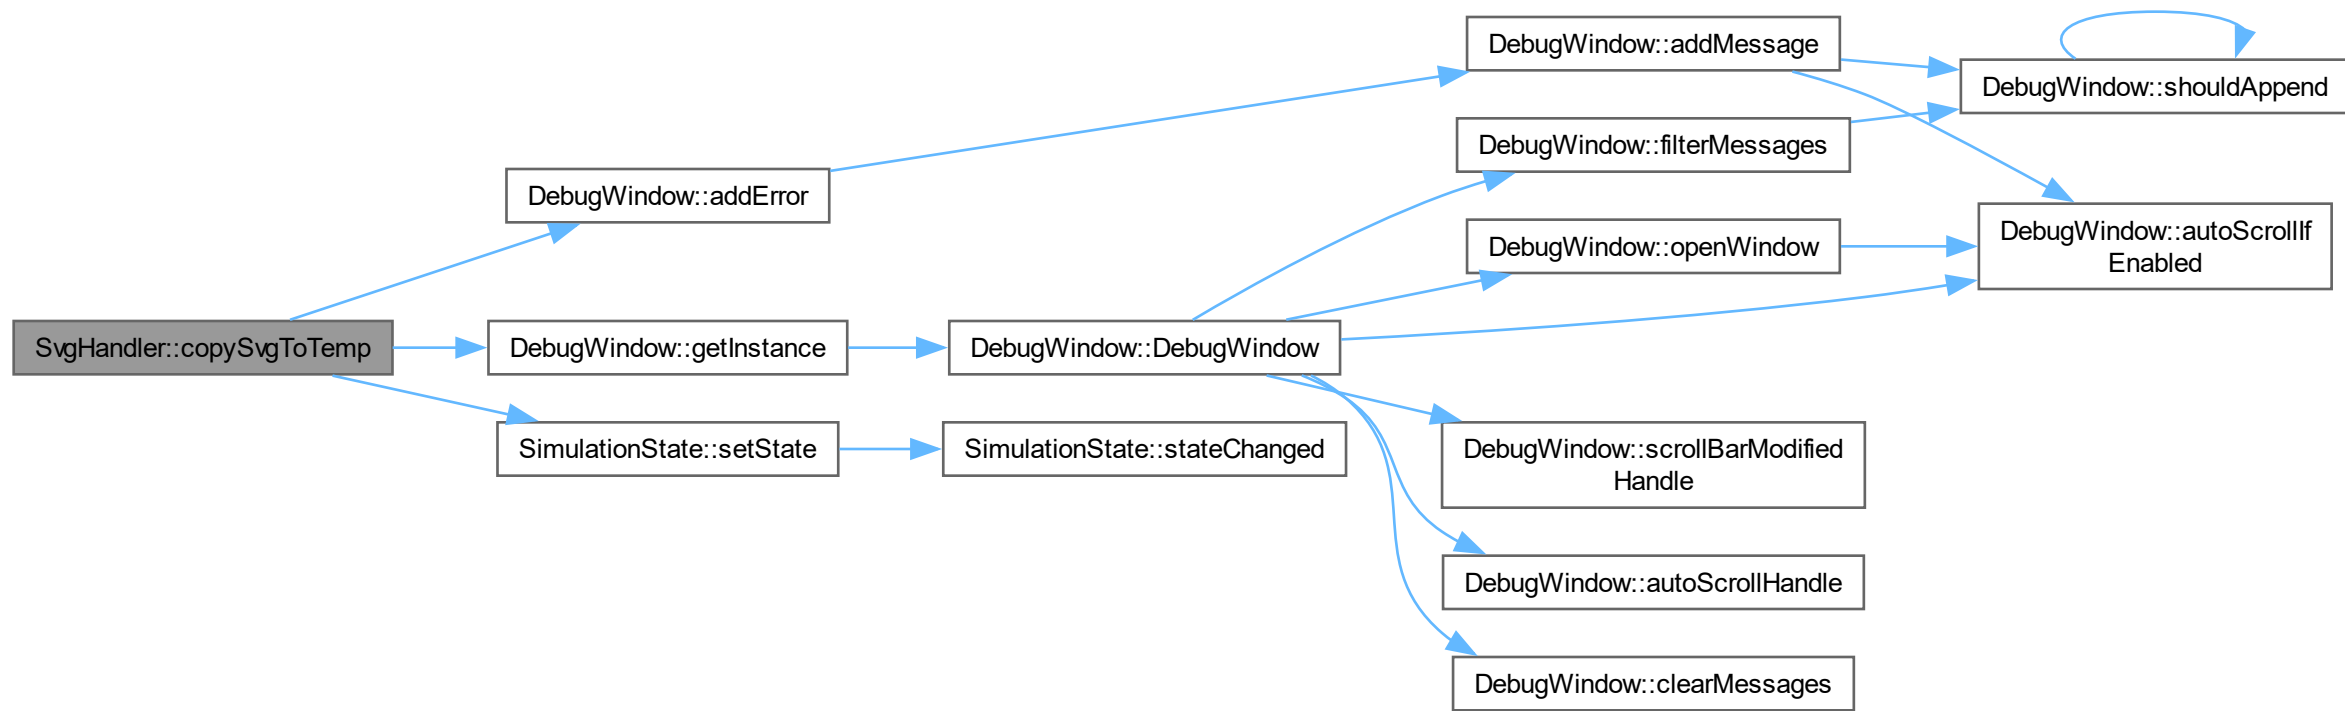 SvgHandler::copySvgToTemp
DebugWindow::addError
DebugWindow::getInstance
SimulationState::setState
DebugWindow::DebugWindow
SimulationState::stateChanged
DebugWindow::addMessage
DebugWindow::filterMessages
DebugWindow::openWindow
DebugWindow::scrollBarModified
Handle
DebugWindow::autoScrollHandle
DebugWindow::clearMessages
DebugWindow::shouldAppend
DebugWindow::autoScrollIf
Enabled